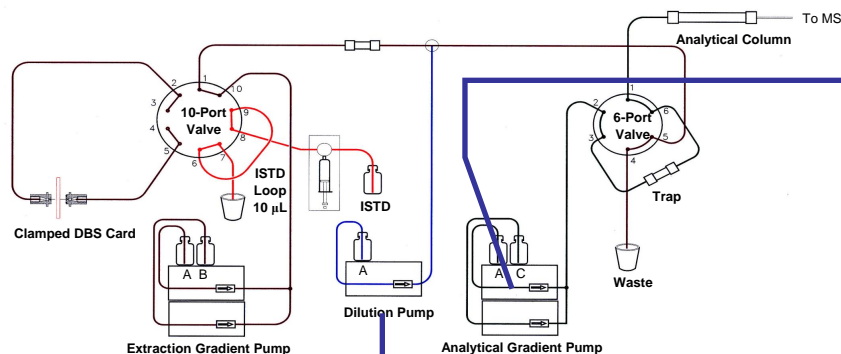 To MS
Analytical Column
1
2
10
3
10-Port
Valve
9
4
8
5
6
7
ISTD
Loop
10 µL
ISTD
Clamped DBS Card
1
2
6
6-Port
Valve
3
5
4
Trap
Waste
A B
A
A C
Dilution Pump
Extraction Gradient Pump
Analytical Gradient Pump